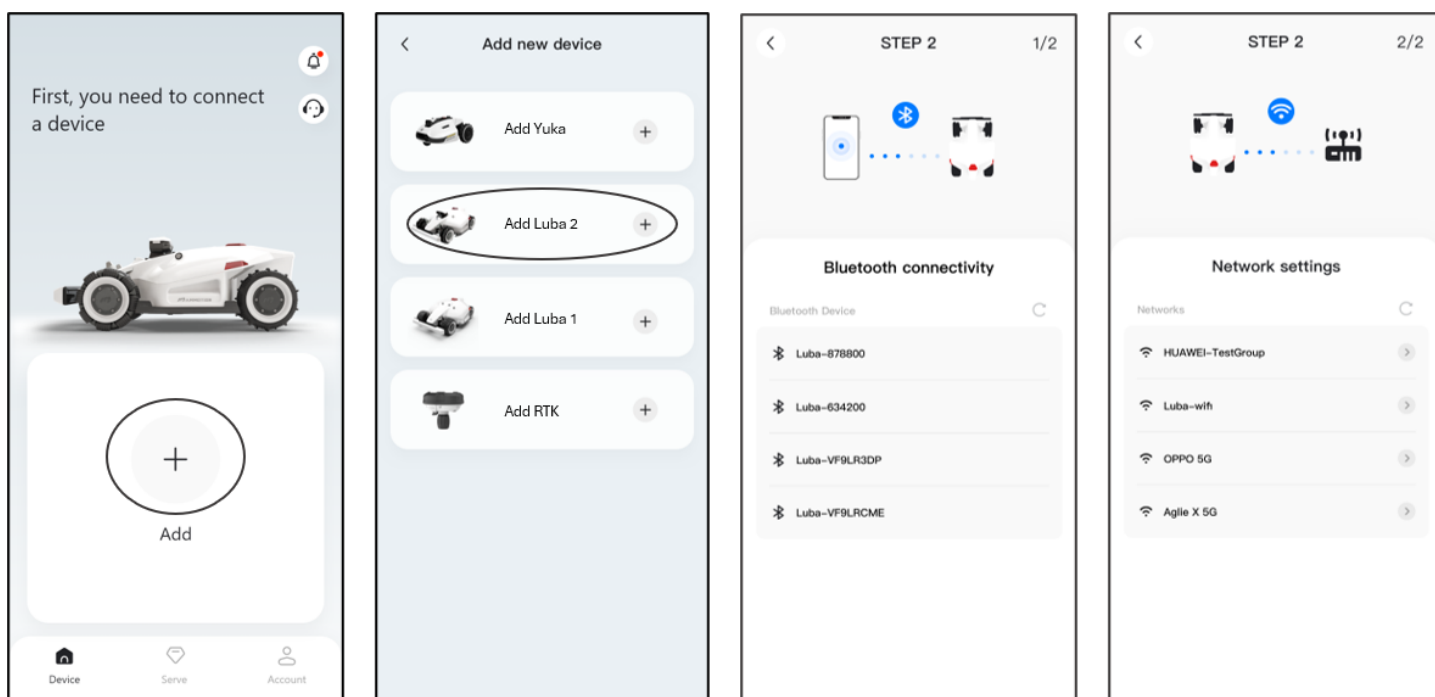 First, you need to connect
a device
Add
Device
Serve
Account
Add new device
Add Yuka
Add Luba 2
Add Luba 1
Add RTK
STEP 2
1/2
Bluetooth connectivity
Bluetooth Device
Luba-878800
Luba-634200
Luba-VF9LR3DP
Luba-VF9LRCME
STEP 2
2/2
Network settings
Networks
HUAWEI-TestGroup
Luba-wifi
OPPO 5G
Aglie X 5G